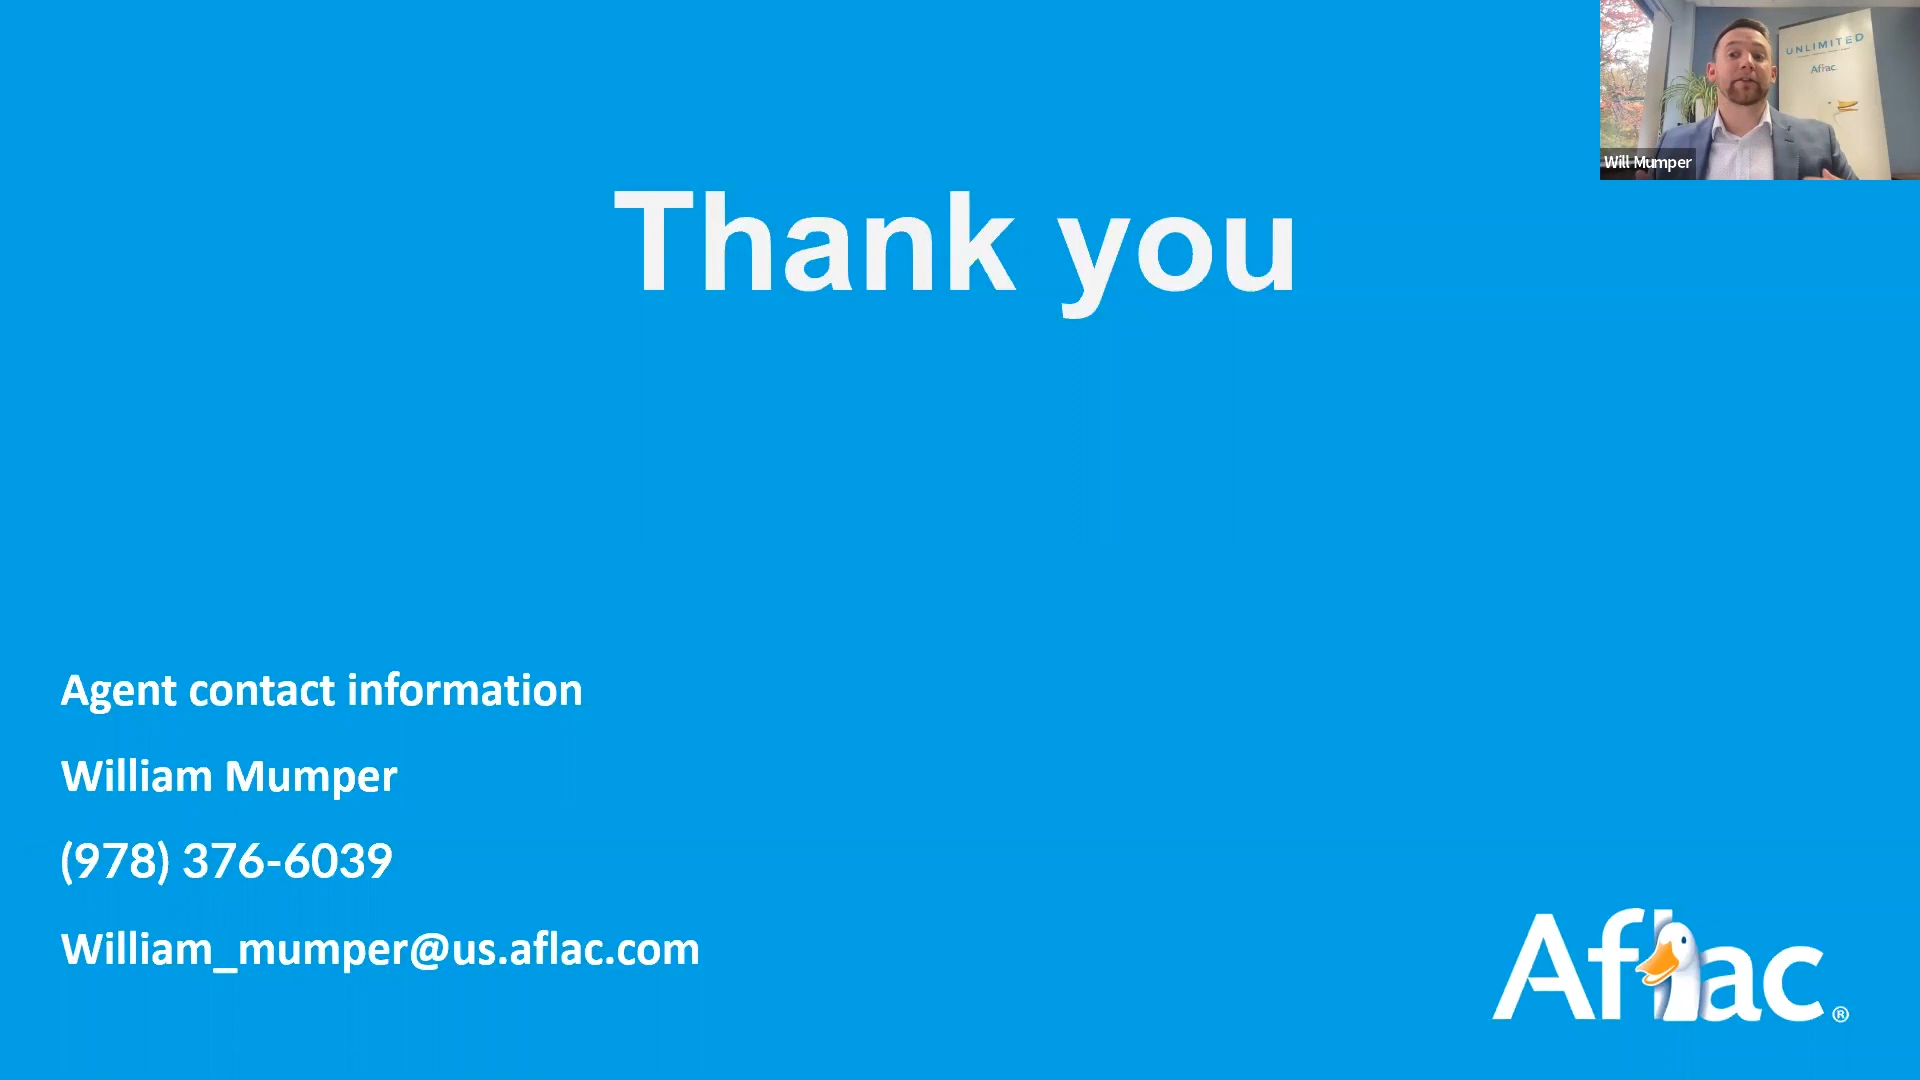 UNLIMITED
Aflac
Will Mumper
Thank you
Agent contact information
William Mumper
(978) 376-6039
William_mumper@us.aflac.com
Aflac®